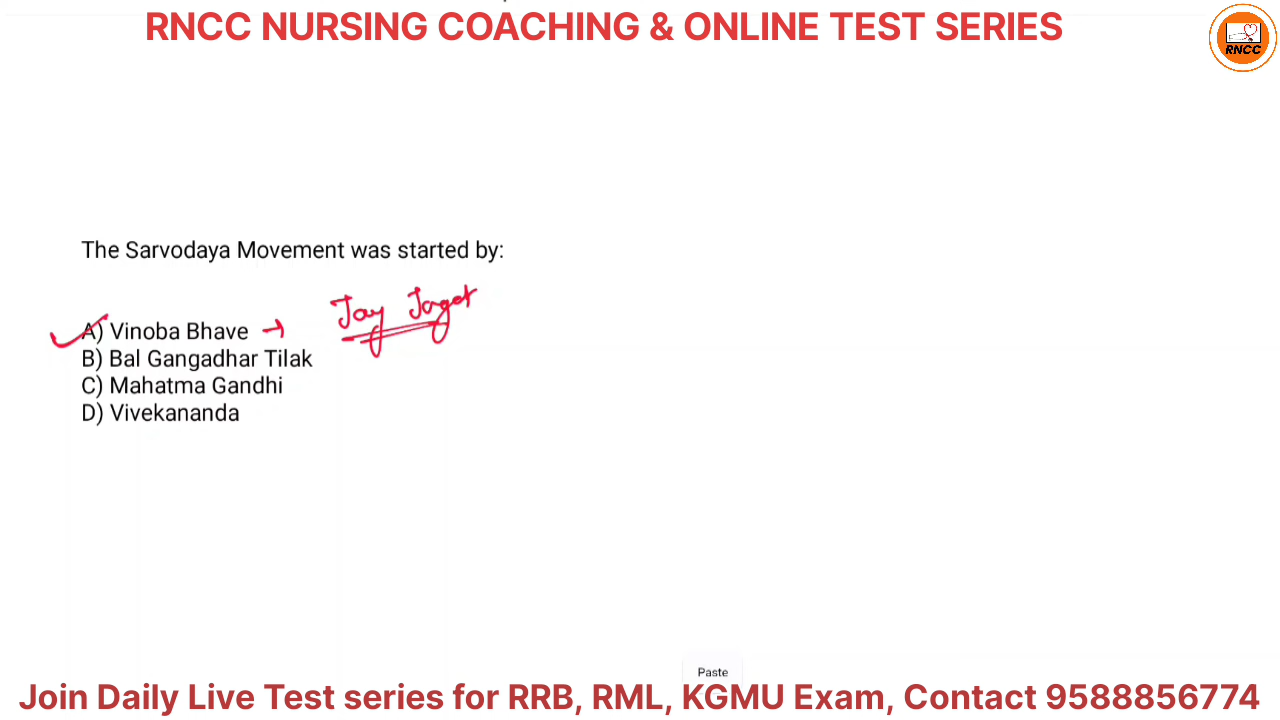 RNCC NURSING COACHING & ONLINE TEST SERIES
RNCC
The Sarvodaya Movement was started by:
Jay Jagat
A) Vinoba Bhave →
B) Bal Gangadhar Tilak
C) Mahatma Gandhi
D) Vivekananda
Paste
Join Daily Live Test series for RRB, RML, KGMU Exam, Contact 9588856774